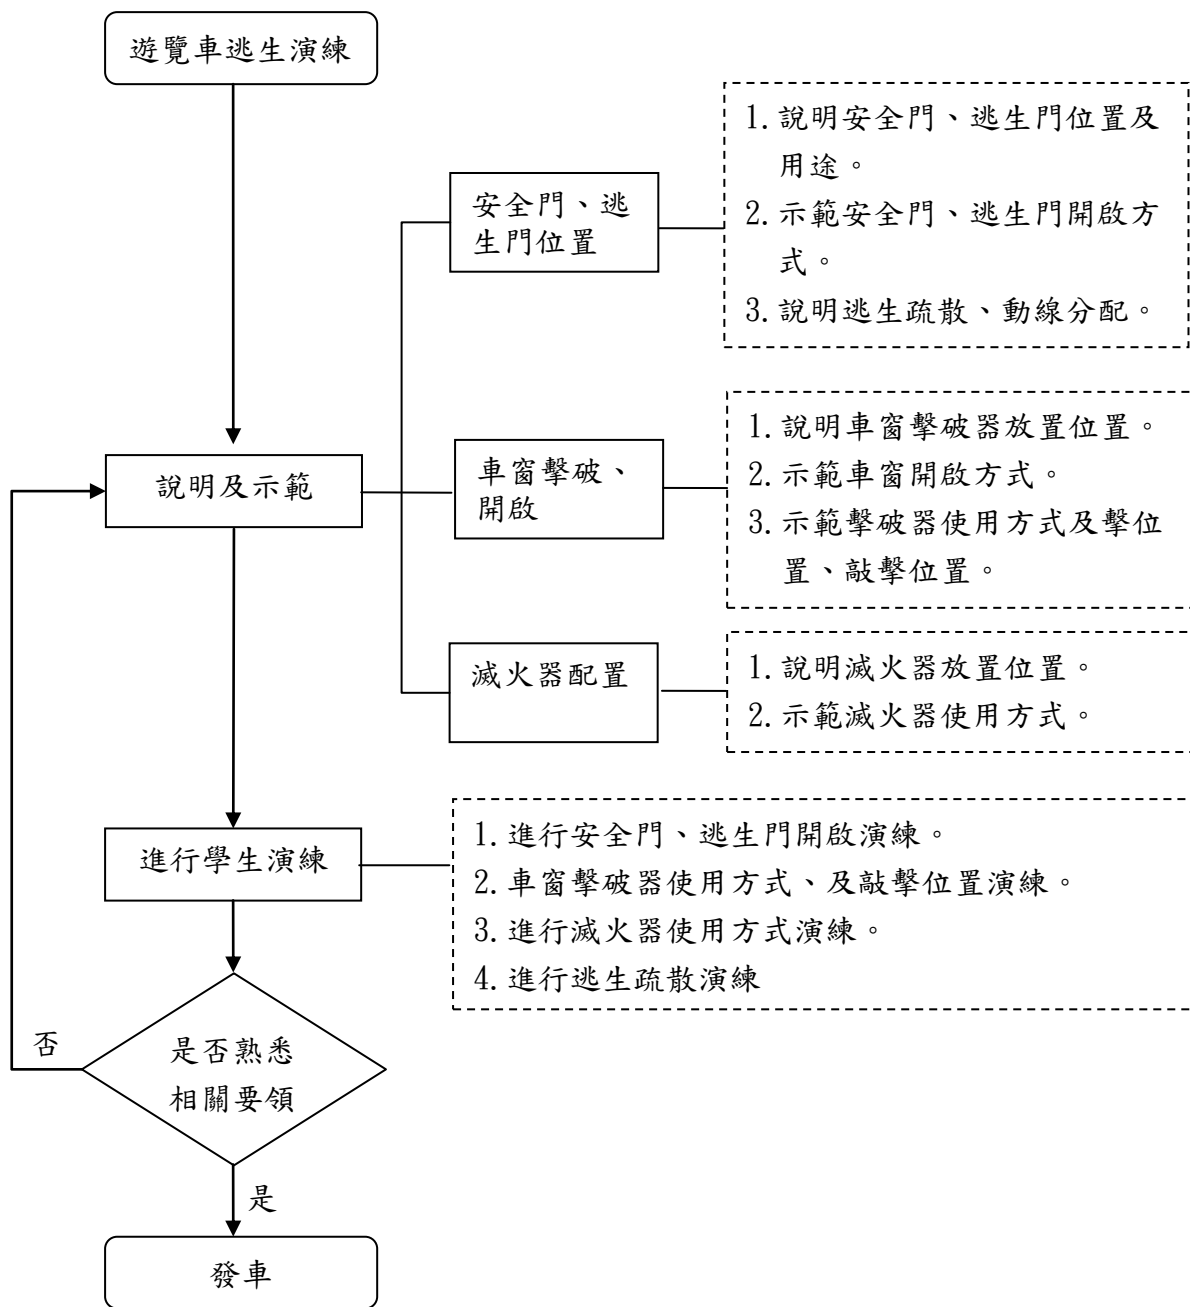 遊覽車逃生演練
1.說明安全門、逃生門位置及
用途。
2.示範安全門、逃生門開啟方
式。
3.說明逃生疏散、動線分配。
安全門、逃
生門位置
1.說明車窗擊破器放置位置。
2.示範車窗開啟方式。
3.示範擊破器使用方式及擊位
置、敲擊位置。
車窗擊破、
開啟
說明及示範
滅火器配置
1.說明滅火器放置位置。
2.示範滅火器使用方式。
進行學生演練
1.進行安全門、逃生門開啟演練。
2.車窗擊破器使用方式、及敲擊位置演練。
3.進行滅火器使用方式演練。
4.進行逃生疏散演練
否
是否熟悉
相關要領
是
發車